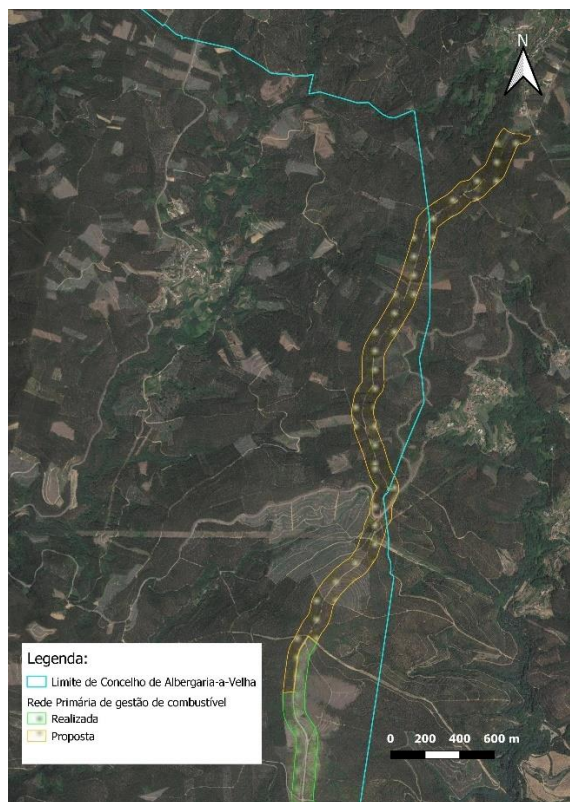 N
Legenda:
Limite de Concelho de Albergaria-a-Velha
Rede Primária de gestão de combustível
Realizada
Proposta
0 200 400 600 m